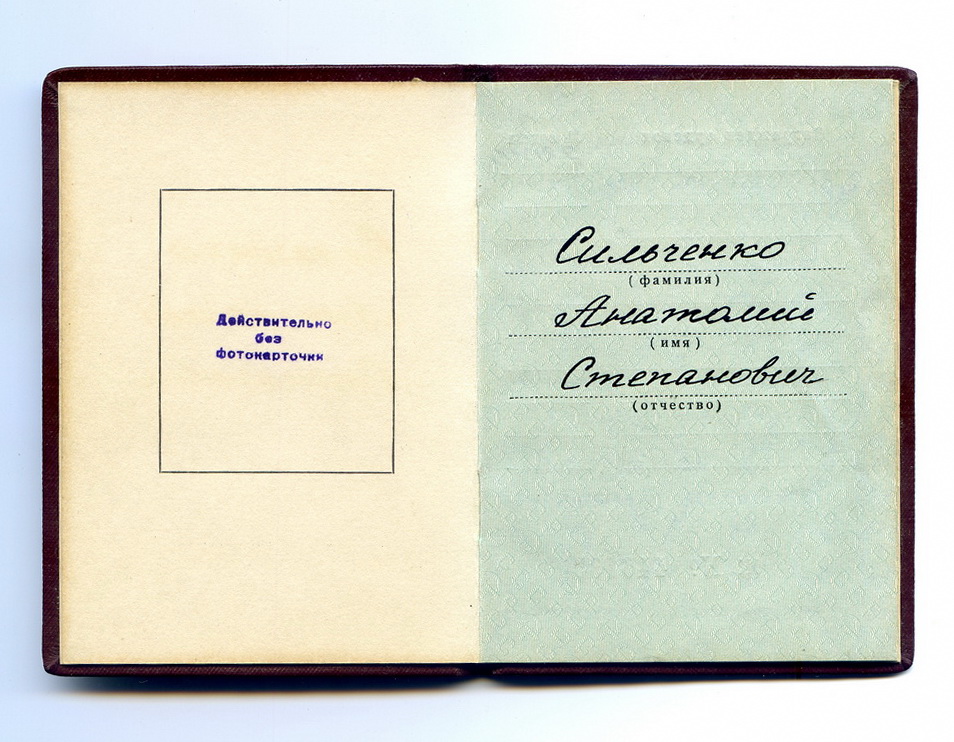 Действительно
без
фотокарточки
Сильченко
(фамилия)
Анатолий
(имя)
Степанович
(отчество)